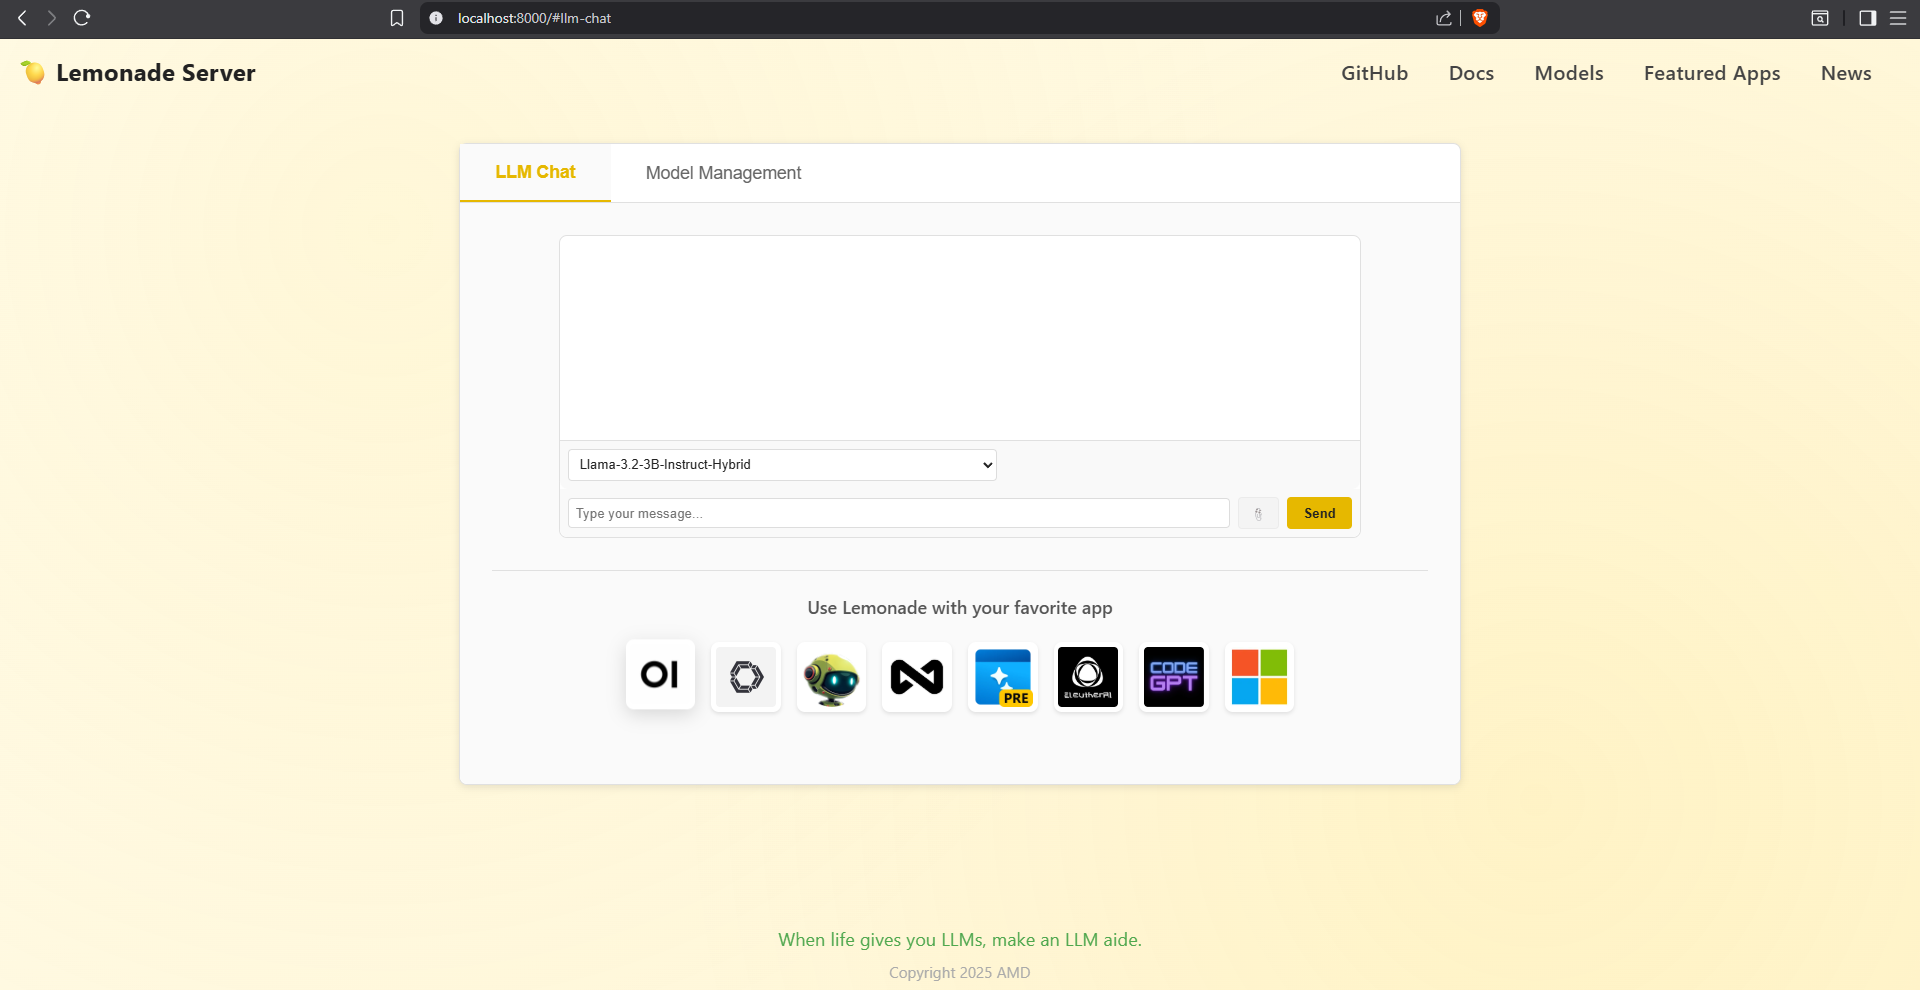 localhost:8000/#llm-chat
Lemonade Server
GitHub Docs Models Featured Apps News
LLM Chat Model Management
Llama-3.2-3B-Instruct-Hybrid
Type your message...
Send
Use Lemonade with your favorite app
OI
PRE
EleutherAI
CODE
GPT
When life gives you LLMs, make an LLM aide.
Copyright 2025 AMD